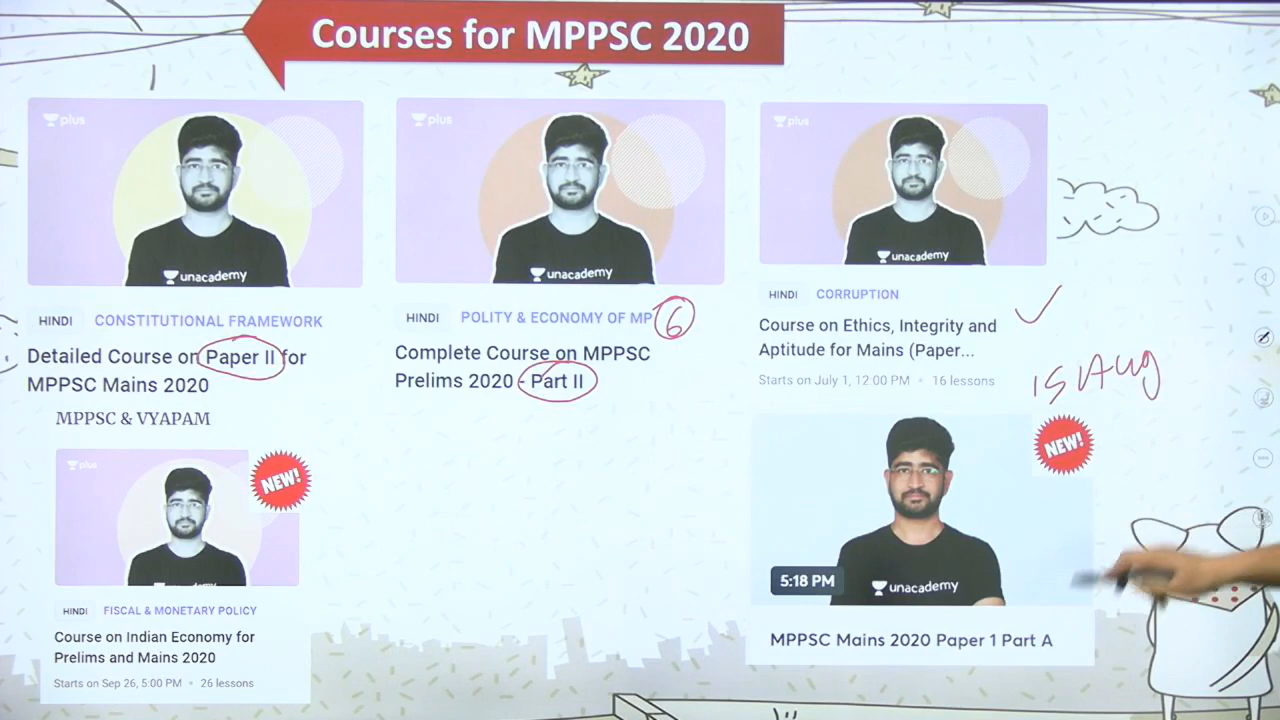 Courses for MPPSC 2020
plus
unacademy
HINDI CONSTITUTIONAL FRAMEWORK
Detailed Course on Paper II for
MPPSC Mains 2020
plus
unacademy
HINDI POLITY & ECONOMY OF MP 6
Complete Course on MPPSC
Prelims 2020 - Part II
plus
unacademy
HINDI CORRUPTION
Course on Ethics, Integrity and
Aptitude for Mains (Paper...
Starts on July 1, 12:00 PM • 16 lessons
15 Aug
MPPSC & VYAPAM
plus
NEW!
HINDI FISCAL & MONETARY POLICY
Course on Indian Economy for
Prelims and Mains 2020
Starts on Sep 26, 5:00 PM • 26 lessons
NEW!
5:18 PM
unacademy
MPPSC Mains 2020 Paper 1 Part A